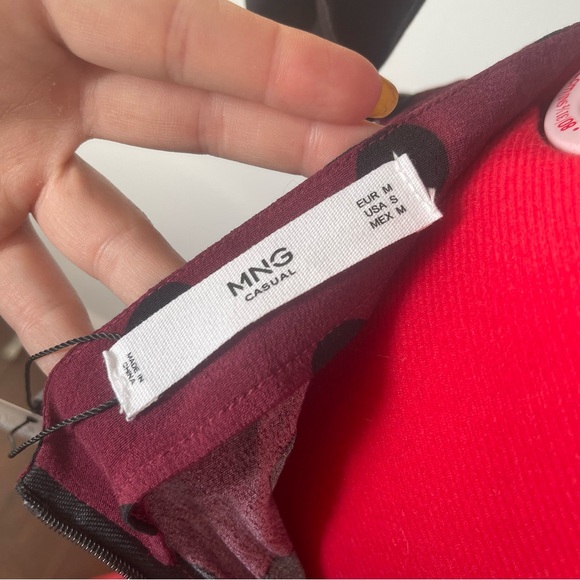 EUR M
USA S
MEX M
MNG
CASUAL
MADE IN
CHINA